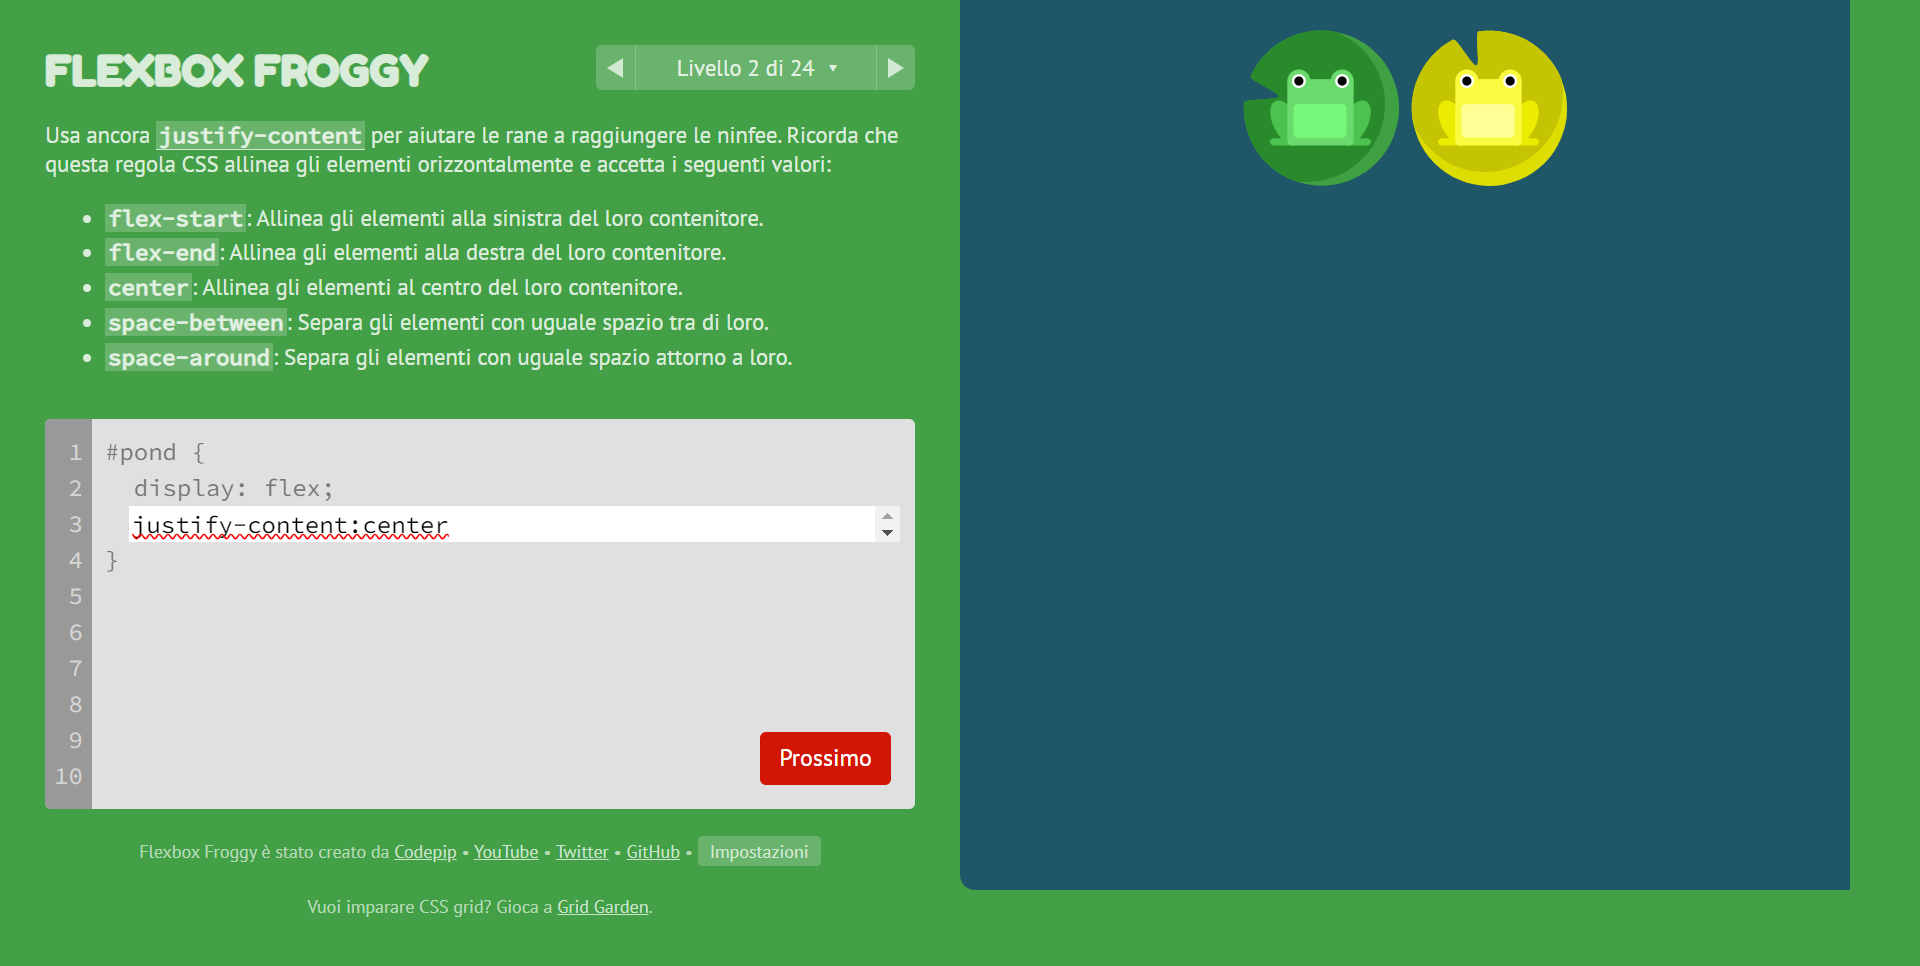 FLEXBOX FROGGY
Livello 2 di 24
Usa ancora justify-content per aiutare le rane a raggiungere le ninfee. Ricorda che
questa regola CSS allinea gli elementi orizzontalmente e accetta i seguenti valori:
• flex-start: Allinea gli elementi alla sinistra del loro contenitore.
• flex-end: Allinea gli elementi alla destra del loro contenitore.
• center: Allinea gli elementi al centro del loro contenitore.
• space-between: Separa gli elementi con uguale spazio tra di loro.
• space-around: Separa gli elementi con uguale spazio attorno a loro.
1 #pond {
2 display: flex;
3 justify-content:center
4 }
5
6
7
8
9
10
Prossimo
Flexbox Froggy è stato creato da Codepip • YouTube • Twitter • GitHub • Impostazioni
Vuoi imparare CSS grid? Gioca a Grid Garden.